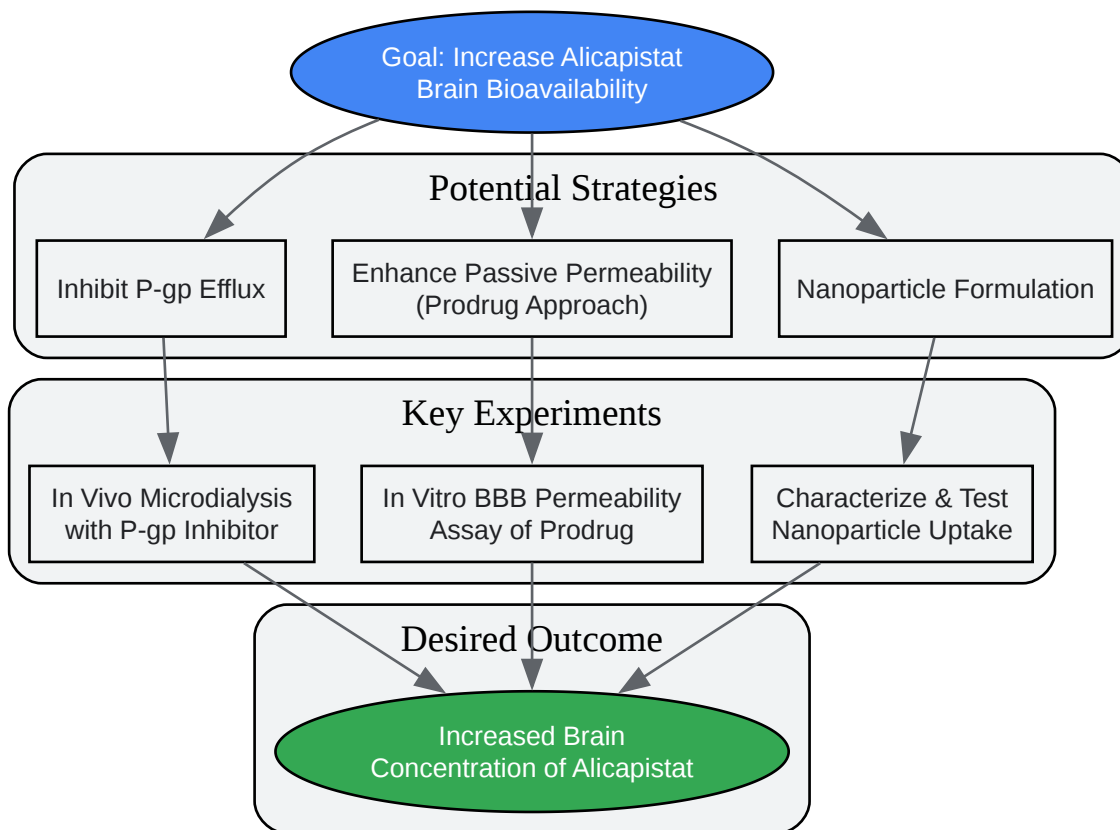 Goal: Increase Alicapistat
Brain Bioavailability
Potential Strategies
Inhibit P-gp Efflux
Enhance Passive Permeability
(Prodrug Approach)
Nanoparticle Formulation
Key Experiments
In Vivo Microdialysis
with P-gp Inhibitor
In Vitro BBB Permeability
Assay of Prodrug
Characterize & Test
Nanoparticle Uptake
Desired Outcome
Increased Brain
Concentration of Alicapistat